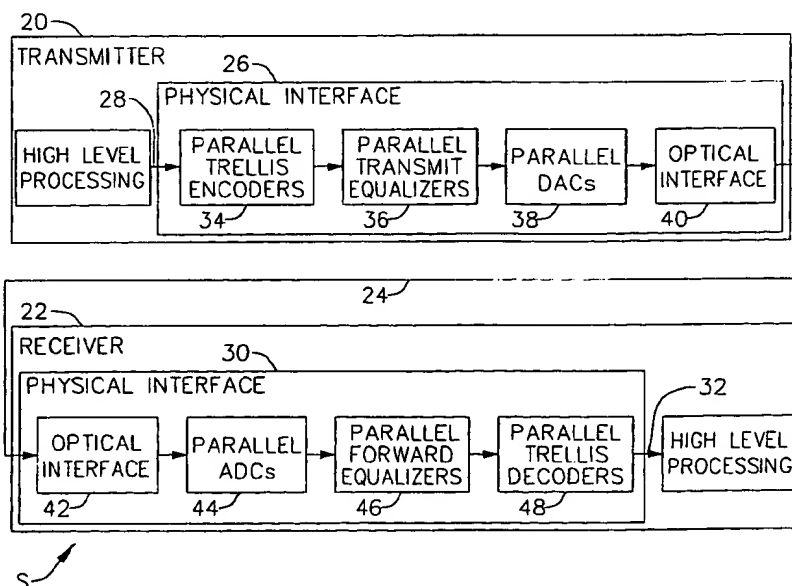 20
TRANSMITTER
26
PHYSICAL INTERFACE
28
HIGH LEVEL
PROCESSING
PARALLEL
TRELLIS
ENCODERS
34
PARALLEL
TRANSMIT
EQUALIZERS
36
PARALLEL
DACs
38
OPTICAL
INTERFACE
40
24
22
RECEIVER
30
PHYSICAL INTERFACE
32
OPTICAL
INTERFACE
42
PARALLEL
ADCs
44
PARALLEL
FORWARD
EQUALIZERS
46
PARALLEL
TRELLIS
DECODERS
48
HIGH LEVEL
PROCESSING
S